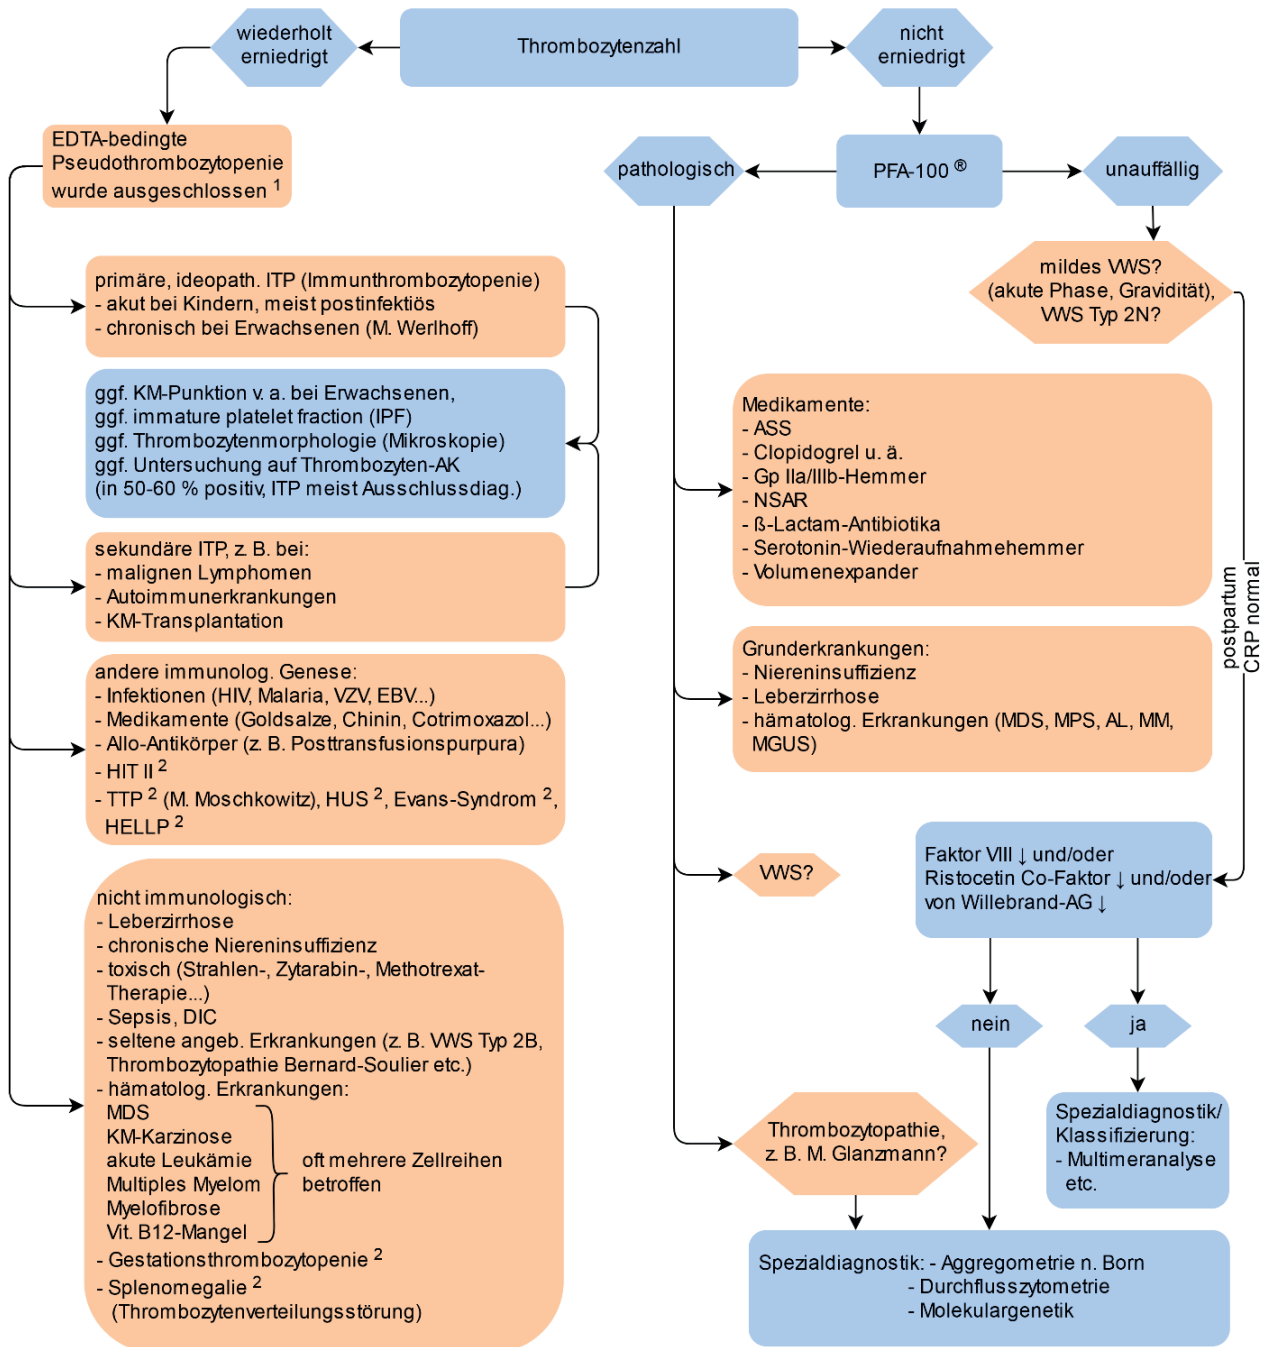 Thrombozytenzahl
wiederholt
erniedrigt
nicht
erniedrigt
EDTA-bedingte
Pseudothrombozytopenie
wurde ausgeschlossen 1
primäre, ideopath. ITP (Immunthrombozytopenie)
- akut bei Kindern, meist postinfektiös
- chronisch bei Erwachsenen (M. Werlhoff)
ggf. KM-Punktion v. a. bei Erwachsenen,
ggf. immature platelet fraction (IPF)
ggf. Thrombozytenmorphologie (Mikroskopie)
ggf. Untersuchung auf Thrombozyten-AK
(in 50-60 % positiv, ITP meist Ausschlussdiag.)
sekundäre ITP, z. B. bei:
- malignen Lymphomen
- Autoimmunerkrankungen
- KM-Transplantation
andere immunolog. Genese:
- Infektionen (HIV, Malaria, VZV, EBV...)
- Medikamente (Goldsalze, Chinin, Cotrimoxazol...)
- Allo-Antikörper (z. B. Posttransfusionspurpura)
- HIT II 2
- TTP 2 (M. Moschkowitz), HUS 2, Evans-Syndrom 2,
HELLP 2
nicht immunologisch:
- Leberzirrhose
- chronische Niereninsuffizienz
- toxisch (Strahlen-, Zytarabin-, Methotrexat-
Therapie...)
- Sepsis, DIC
- seltene angeb. Erkrankungen (z. B. VWS Typ 2B,
Thrombozytopathie Bernard-Soulier etc.)
- hämatolog. Erkrankungen:
MDS
KM-Karzinose
akute Leukämie
Multiples Myelom
Myelofibrose
Vit. B12-Mangel
oft mehrere Zellreihen
betroffen
- Gestationsthrombozytopenie 2
- Splenomegalie 2
(Thrombozytenverteilungsstörung)
pathologisch
PFA-100 ®
unauffällig
mildes VWS?
(akute Phase, Gravidität),
VWS Typ 2N?
Medikamente:
- ASS
- Clopidogrel u. ä.
- Gp IIa/IIIb-Hemmer
- NSAR
- ß-Lactam-Antibiotika
- Serotonin-Wiederaufnahmehemmer
- Volumenexpander
postpartum
CRP normal
Grunderkrankungen:
- Niereninsuffizienz
- Leberzirrhose
- hämatolog. Erkrankungen (MDS, MPS, AL, MM,
MGUS)
VWS?
Faktor VIII ↓ und/oder
Ristocetin Co-Faktor ↓ und/oder
von Willebrand-AG ↓
nein
ja
Thrombozytopathie,
z. B. M. Glanzmann?
Spezialdiagnostik/
Klassifizierung:
- Multimeranalyse
etc.
Spezialdiagnostik: - Aggregometrie n. Born
- Durchflusszytometrie
- Molekulargenetik